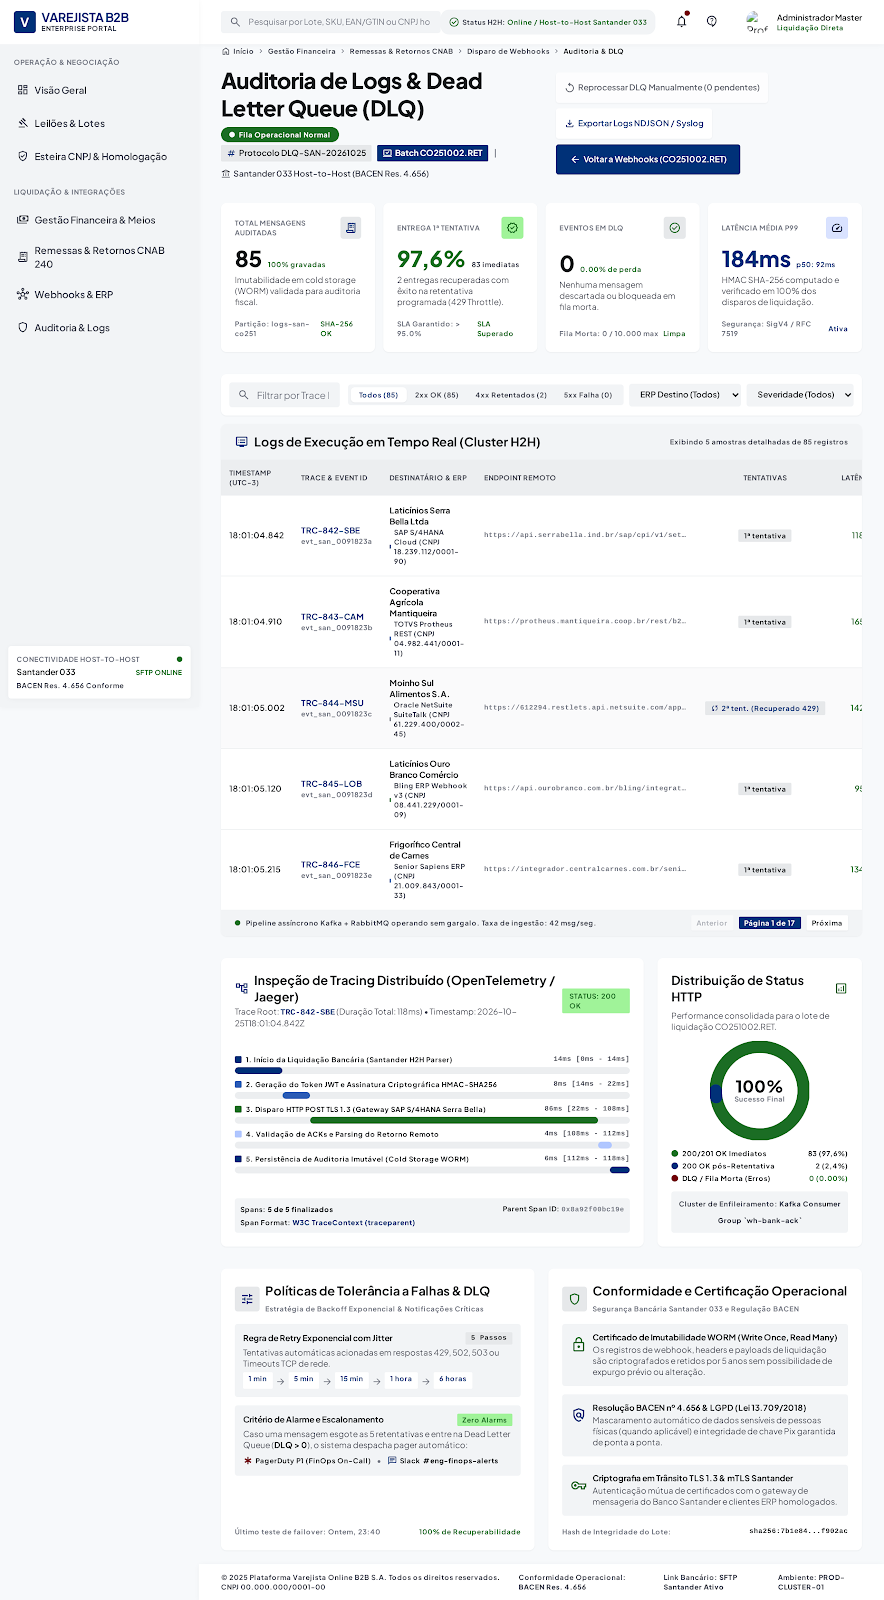 V
VAREJISTA B2B
ENTERPRISE PORTAL
Pesquisar por Lote, SKU, EAN/GTIN ou CNPJ ho
Status H2H: Online / Host-to-Host Santander 033
Administrador Master
Liquidação Direta
OPERAÇÃO & NEGOCIAÇÃO
Visão Geral
Leilões & Lotes
Esteira CNPJ & Homologação
LIQUIDAÇÃO & INTEGRAÇÕES
Gestão Financeira & Meios
Remessas & Retornos CNAB
240
Webhooks & ERP
Auditoria & Logs
CONECTIVIDADE HOST-TO-HOST
Santander 033
SFTP ONLINE
BACEN Res. 4.656 Conforme
Início > Gestão Financeira > Remessas & Retornos CNAB > Disparo de Webhooks > Auditoria & DLQ
Auditoria de Logs & Dead
Letter Queue (DLQ)
Fila Operacional Normal
# Protocolo DLQ-SAN-20261025
Batch CO251002.RET |
Santander 033 Host-to-Host (BACEN Res. 4.656)
Reprocessar DLQ Manualmente (0 pendentes)
Exportar Logs NDJSON / Syslog
Voltar a Webhooks (CO251002.RET)
TOTAL MENSAGENS
AUDITADAS
85 100% gravadas
Imutabilidade em cold storage
(WORM) validada para auditoria
fiscal.
Partição: logs-san-
co251
SHA-256
OK
ENTREGA 1ª TENTATIVA
97,6% 83 imediatas
2 entregas recuperadas com
êxito na retentativa
programada (429 Throttle).
SLA Garantido: >
95.0%
SLA
Superado
EVENTOS EM DLQ
0 0.00% de perda
Nenhuma mensagem
descartada ou bloqueada em
fila morta.
Fila Morta: 0 / 10.000 max
Limpa
LATÊNCIA MÉDIA P99
184ms p50: 92ms
HMAC SHA-256 computado e
verificado em 100% dos
disparos de liquidação.
Segurança: SigV4 / RFC
7519
Ativa
Filtrar por Trace I
Todos (85)
2xx OK (85)
4xx Retentados (2)
5xx Falha (0)
ERP Destino (Todos)
Severidade (Todos)
Logs de Execução em Tempo Real (Cluster H2H)
Exibindo 5 amostras detalhadas de 85 registros
TIMESTAMP
(UTC-3)
TRACE & EVENT ID
DESTINATÁRIO & ERP
ENDPOINT REMOTO
TENTATIVAS
LATÊN
18:01:04.842
TRC-842-SBE
evt_san_0091823a
Laticínios Serra
Bella Ltda
SAP S/4HANA
Cloud (CNPJ
18.239.112/0001-
90)
https://api.serrabella.ind.br/sap/cpi/v1/set…
1ª tentativa
118
18:01:04.910
TRC-843-CAM
evt_san_0091823b
Cooperativa
Agrícola
Mantiqueira
TOTVS Protheus
REST (CNPJ
04.982.441/0001-
11)
https://protheus.mantiqueira.coop.br/rest/b2…
1ª tentativa
165
18:01:05.002
TRC-844-MSU
evt_san_0091823c
Moinho Sul
Alimentos S.A.
Oracle NetSuite
SuiteTalk (CNPJ
61.229.400/0002-
45)
https://612294.restlets.api.netsuite.com/app…
2ª tent. (Recuperado 429)
142
18:01:05.120
TRC-845-LOB
evt_san_0091823d
Laticínios Ouro
Branco Comércio
Bling ERP Webhook
v3 (CNPJ
08.441.229/0001-
09)
https://api.ourobranco.com.br/bling/integrat…
1ª tentativa
95
18:01:05.215
TRC-846-FCE
evt_san_0091823e
Frigorífico Central
de Carnes
Senior Sapiens ERP
(CNPJ
21.009.843/0001-
33)
https://integrador.centralcarnes.com.br/seni…
1ª tentativa
134
Pipeline assíncrono Kafka + RabbitMQ operando sem gargalo. Taxa de ingestão: 42 msg/seg.
Anterior
Página 1 de 17
Próxima
Inspeção de Tracing Distribuído (OpenTelemetry /
Jaeger)
STATUS: 200
OK
Trace Root: TRC-842-SBE (Duração Total: 118ms) • Timestamp: 2026-10-
25T18:01:04.842Z
1. Início da Liquidação Bancária (Santander H2H Parser)
14ms [0ms - 14ms]
2. Geração do Token JWT e Assinatura Criptográfica HMAC-SHA256
8ms [14ms - 22ms]
3. Disparo HTTP POST TLS 1.3 (Gateway SAP S/4HANA Serra Bella)
86ms [22ms - 108ms]
4. Validação de ACKs e Parsing do Retorno Remoto
4ms [108ms - 112ms]
5. Persistência de Auditoria Imutável (Cold Storage WORM)
6ms [112ms - 118ms]
Spans: 5 de 5 finalizados
Parent Span ID: 0x8a92f00bc19e
Span Format: W3C TraceContext (traceparent)
Distribuição de Status
HTTP
Performance consolidada para o lote de
liquidação CO251002.RET.
100%
Sucesso Final
200/201 OK Imediatos
83 (97,6%)
200 OK pós-Retentativa
2 (2,4%)
DLQ / Fila Morta (Erros)
0 (0.00%)
Cluster de Enfileiramento: Kafka Consumer
Group `wh-bank-ack`
Políticas de Tolerância a Falhas & DLQ
Estratégia de Backoff Exponencial & Notificações Críticas
Regra de Retry Exponencial com Jitter
5 Passos
Tentativas automáticas acionadas em respostas 429, 502, 503 ou
Timeouts TCP de rede.
1 min → 5 min → 15 min → 1 hora → 6 horas
Critério de Alarme e Escalonamento
Zero Alarms
Caso uma mensagem esgote as 5 retentativas e entre na Dead Letter
Queue (DLQ > 0), o sistema despacha pager automático:
PagerDuty P1 (FinOps On-Call) • Slack #eng-finops-alerts
Último teste de failover: Ontem, 23:40
100% de Recuperabilidade
Conformidade e Certificação Operacional
Segurança Bancária Santander 033 e Regulação BACEN
Certificado de Imutabilidade WORM (Write Once, Read Many)
Os registros de webhook, headers e payloads de liquidação
são criptografados e retidos por 5 anos sem possibilidade de
expurgo prévio ou alteração.
Resolução BACEN nº 4.656 & LGPD (Lei 13.709/2018)
Mascaramento automático de dados sensíveis de pessoas
físicas (quando aplicável) e integridade de chave Pix garantida
de ponta a ponta.
Criptografia em Trânsito TLS 1.3 & mTLS Santander
Autenticação mútua de certificados com o gateway de
mensageria do Banco Santander e clientes ERP homologados.
Hash de Integridade do Lote:
sha256:7b1e84...f902ac
© 2025 Plataforma Varejista Online B2B S.A. Todos os direitos reservados.
CNPJ 00.000.000/0001-00
Conformidade Operacional:
BACEN Res. 4.656
Link Bancário: SFTP
Santander Ativo
Ambiente: PROD-
CLUSTER-01